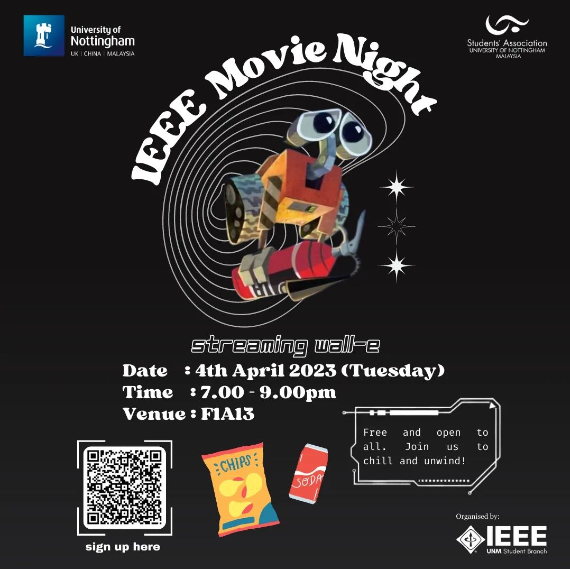 University of
Nottingham
UK | CHINA | MALAYSIA
Students' Association
UNIVERSITY OF NOTTINGHAM
MALAYSIA
IEEE Movie Night
streaming wall-e
Date : 4th April 2023 (Tuesday)
Time : 7.00 - 9.00pm
Venue : F1A13
Free and open to
all. Join us to
chill and unwind!
CHIPS
SODA
sign up here
Organised by:
IEEE
UNM Student Branch